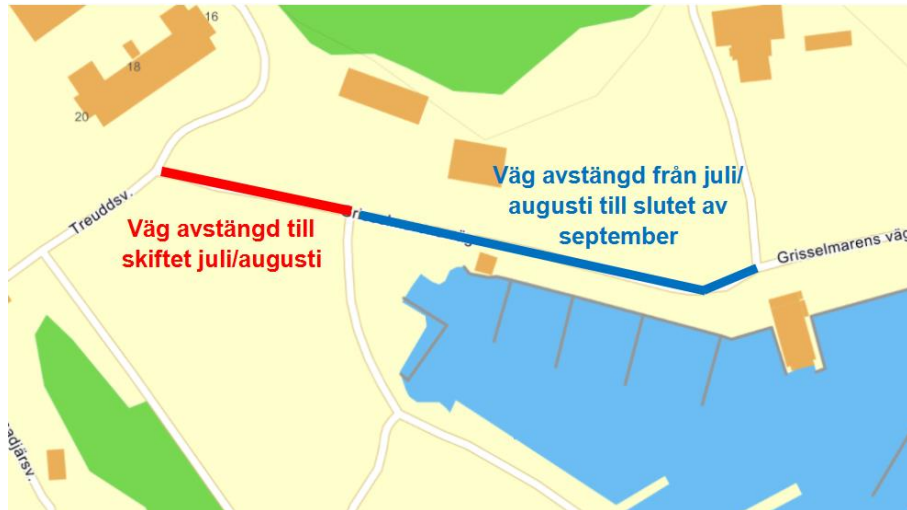 16
18
20
Treuddsv.
Väg avstängd till
skiftet juli/augusti
Väg avstängd från juli/
augusti till slutet av
september
Grisselmarens väg